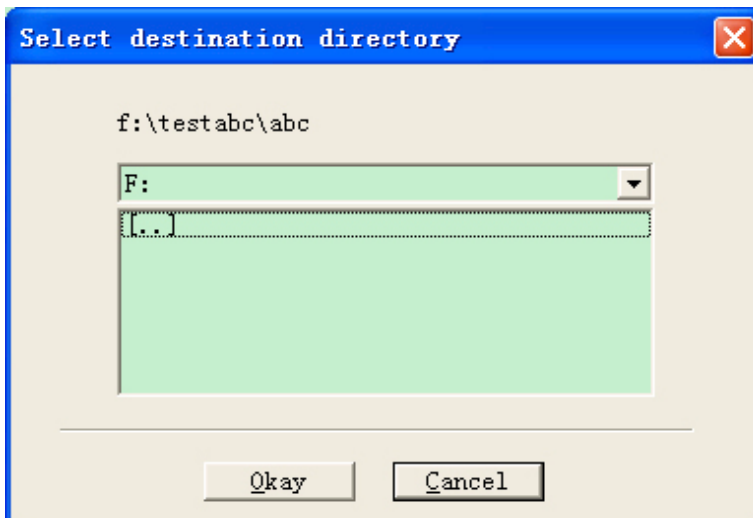 Select destination directory
f:\testabc\abc
F:
[..]
Okay
Cancel